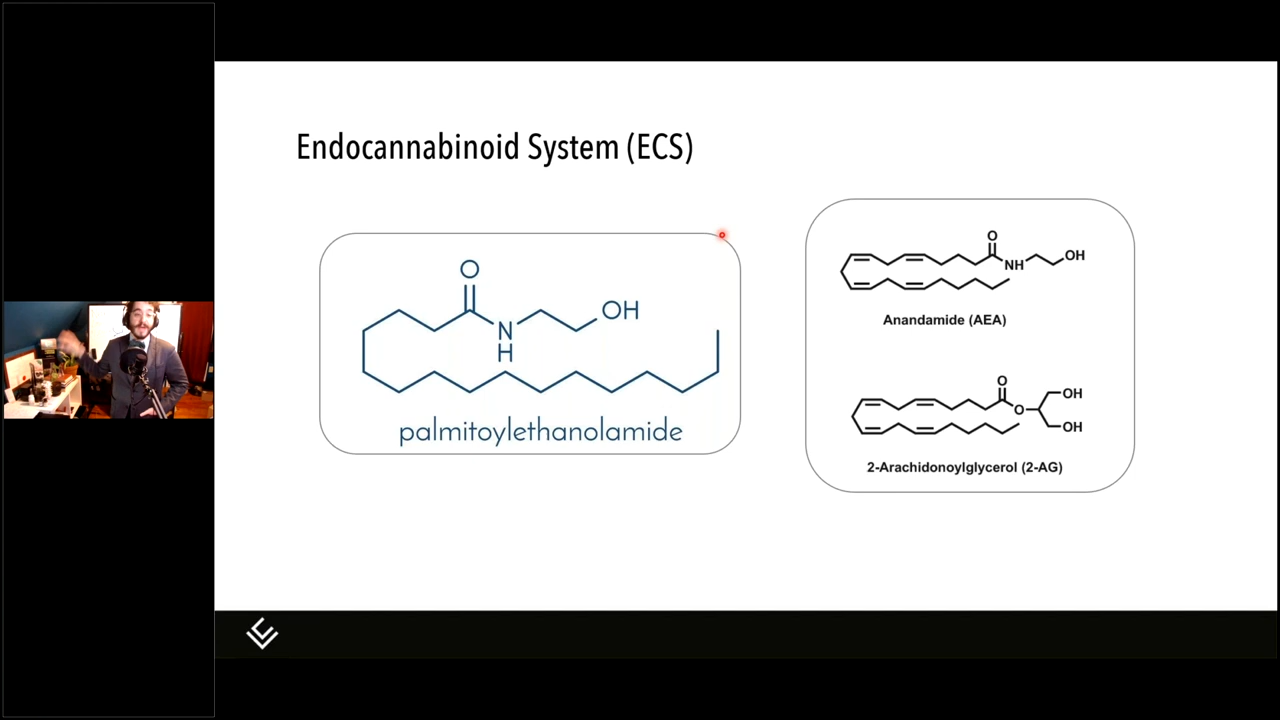 Endocannabinoid System (ECS)
O
OH
N
H
palmitoylethanolamide
O
OH
NH
Anandamide (AEA)
O
OH
O
OH
2-Arachidonoylglycerol (2-AG)